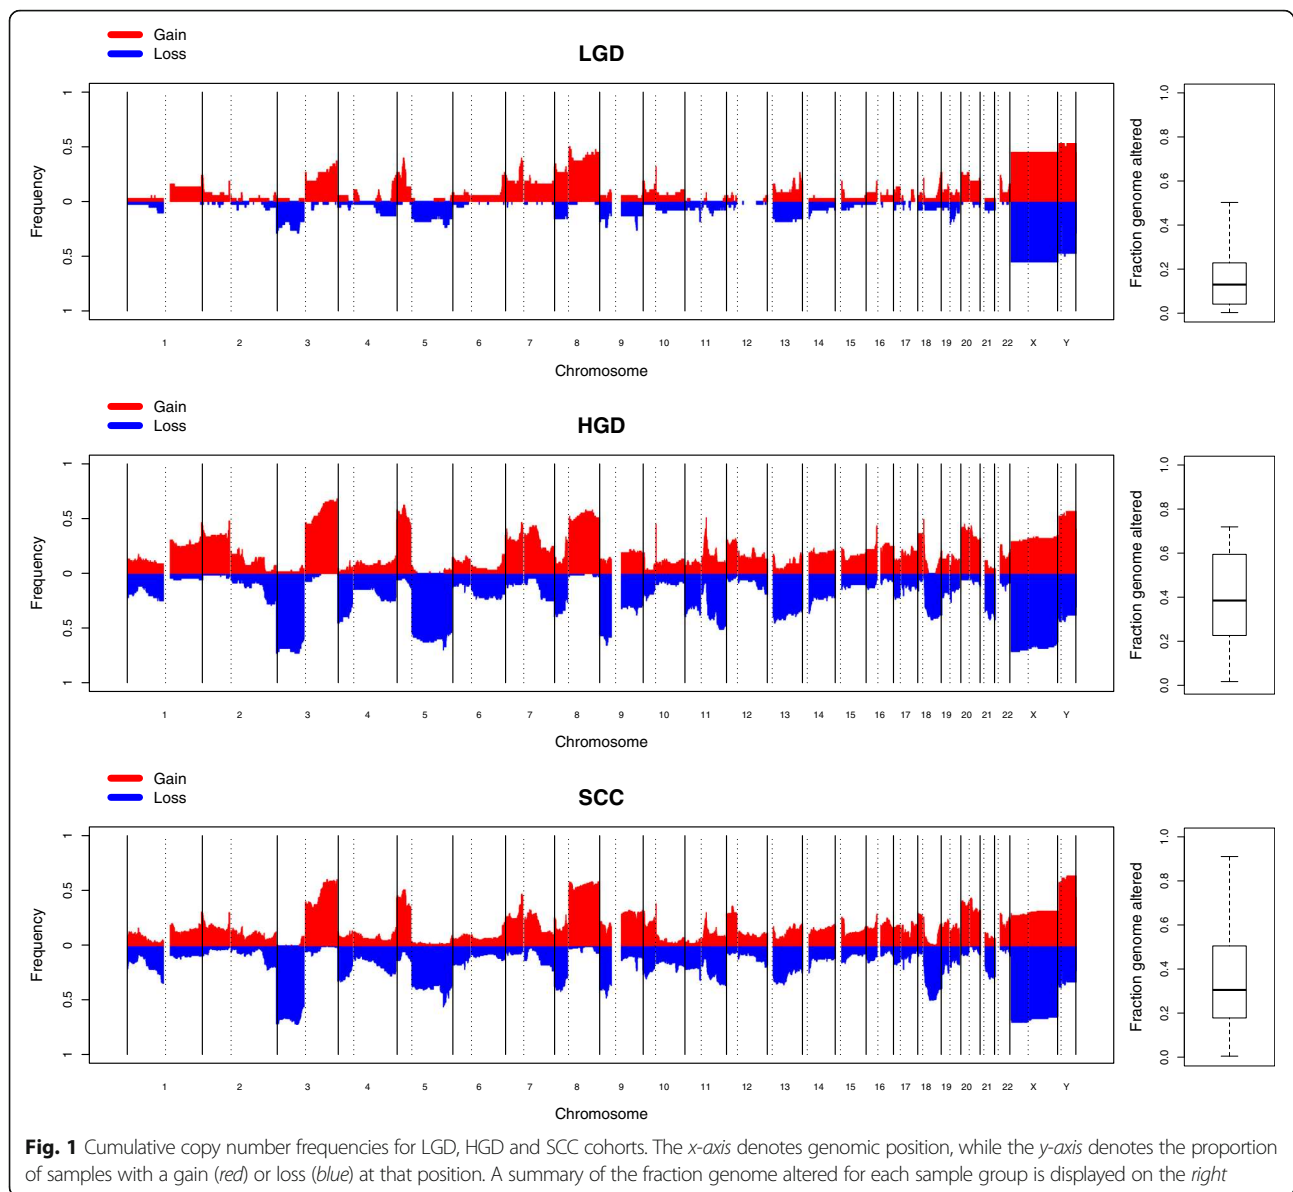 Gain
Loss
LGD
1
0.5
0
0.5
1
Frequency
1 2 3 4 5 6 7 8 9 10 11 12 13 14 15 16 17 18 19 20 21 22 X Y
Chromosome
Fraction genome altered
0.0 0.2 0.4 0.6 0.8 1.0
Gain
Loss
HGD
1
0.5
0
0.5
1
Frequency
1 2 3 4 5 6 7 8 9 10 11 12 13 14 15 16 17 18 19 20 21 22 X Y
Chromosome
Fraction genome altered
0.0 0.2 0.4 0.6 0.8 1.0
Gain
Loss
SCC
1
0.5
0
0.5
1
Frequency
1 2 3 4 5 6 7 8 9 10 11 12 13 14 15 16 17 18 19 20 21 22 X Y
Chromosome
Fraction genome altered
0.0 0.2 0.4 0.6 0.8 1.0
Fig. 1 Cumulative copy number frequencies for LGD, HGD and SCC cohorts. The x-axis denotes genomic position, while the y-axis denotes the proportion
of samples with a gain (red) or loss (blue) at that position. A summary of the fraction genome altered for each sample group is displayed on the right